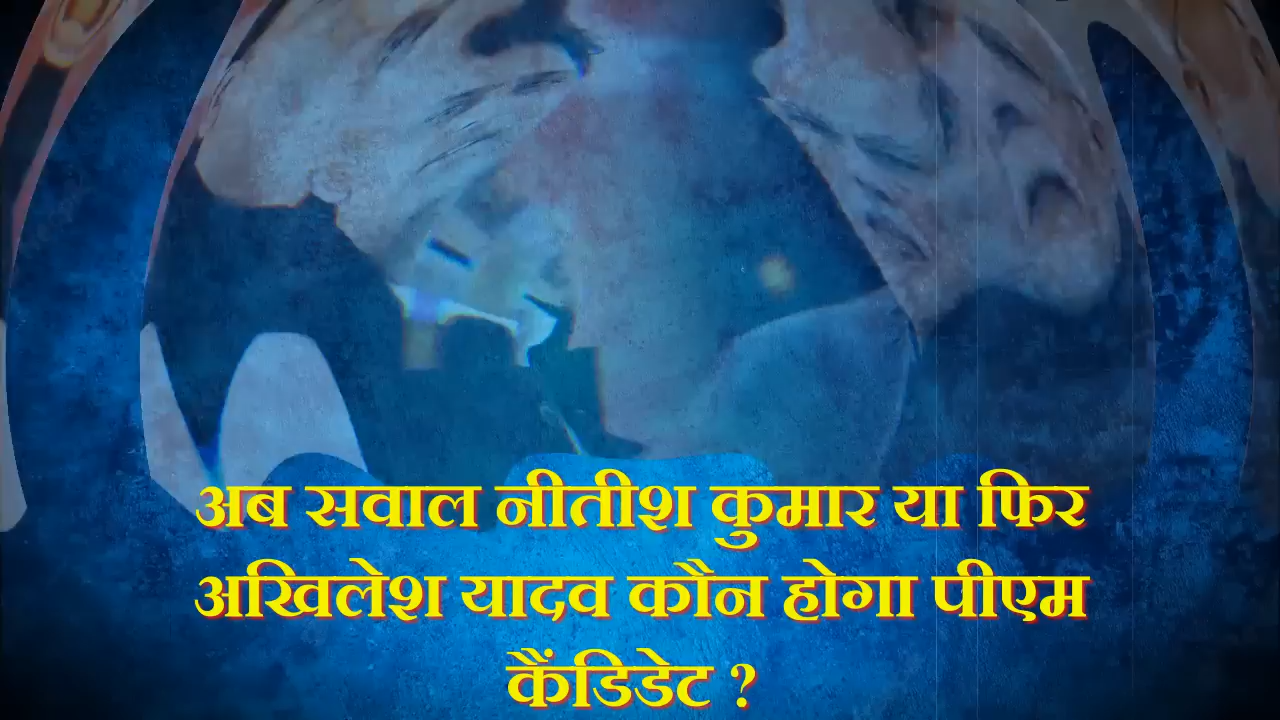 अब सवाल नीतीश कुमार या फिर
अखिलेश यादव कौन होगा पीएम
कैंडिडेट ?